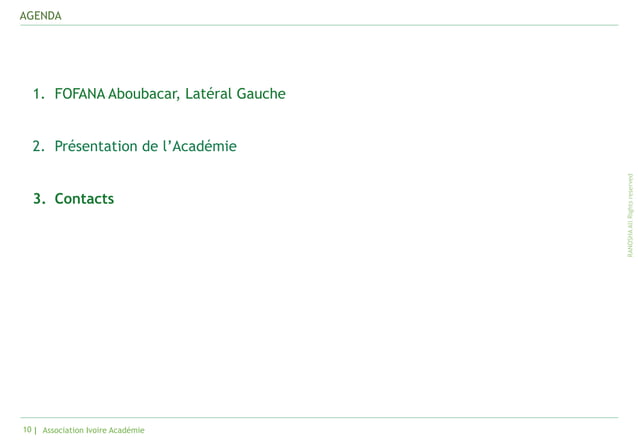 AGENDA
1. FOFANA Aboubacar, Latéral Gauche
2. Présentation de l’Académie
3. Contacts
RANOSHA All Rights reserved
10 | Association Ivoire Académie